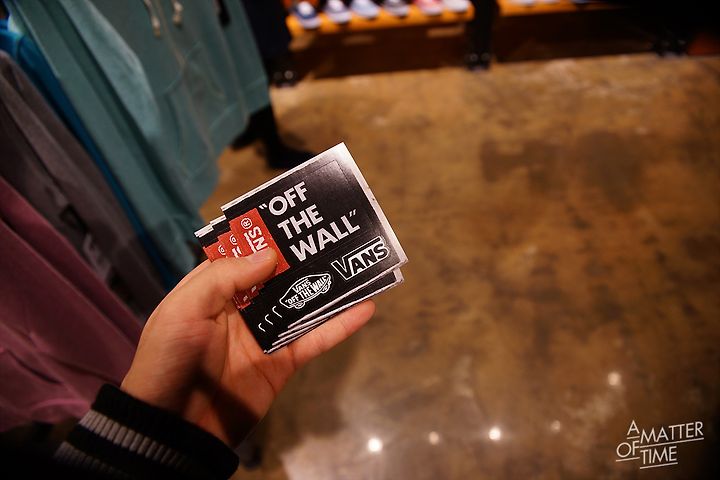 "OFF
THE
WALL"
VANS
VANS
"OFF THE WALL"
A MATTER
OF
TIME